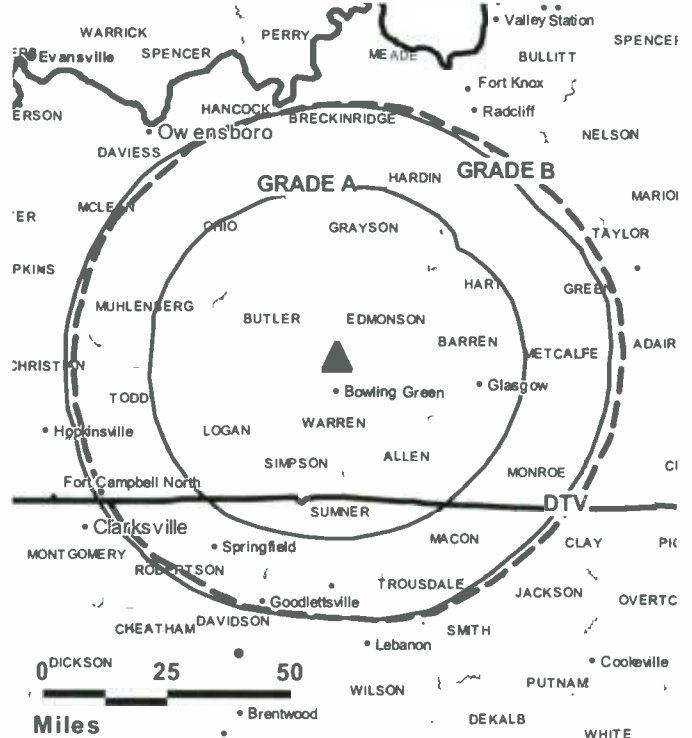 WARRICK
PERRY
Valley Station
SPENCER
MEADE
BULLITT
SPENCER
Evansville
Fort Knox
ERSON
HANCOCK
BRECKINRIDGE
Radcliff
Owensboro
NELSON
DAVIESS
GRADE A
HARDIN
GRADE B
MARIO
TER
MCLEAN
OHIO
GRAYSON
TAYLOR
PKINS
HART
GREEN
MUHLENBERG
BUTLER
EDMONSON
BARREN
METCALFE
ADAIR
CHRISTIAN
TODD
Bowling Green
Glasgow
Hopkinsville
LOGAN
WARREN
SIMPSON
ALLEN
MONROE
Fort Campbell North
SUMNER
DTV
Clarksville
MACON
CLAY
MONTGOMERY
Springfield
ROBERTSON
TROUSDALE
JACKSON
OVERTO
Goodlettsville
CHEATHAM
DAVIDSON
SMITH
Lebanon
DICKSON
0 25 50
Cookeville
WILSON
PUTNAM
Miles
Brentwood
DEKALB
WHITE